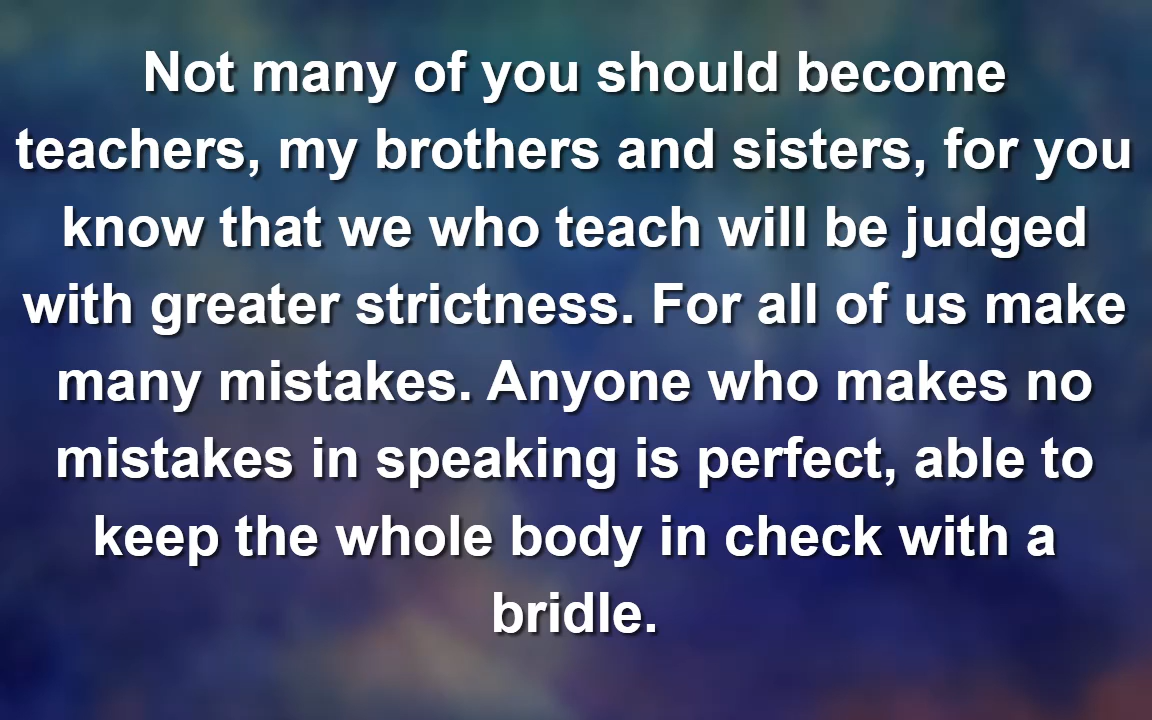 Not many of you should become
teachers, my brothers and sisters, for you
know that we who teach will be judged
with greater strictness. For all of us make
many mistakes. Anyone who makes no
mistakes in speaking is perfect, able to
keep the whole body in check with a
bridle.